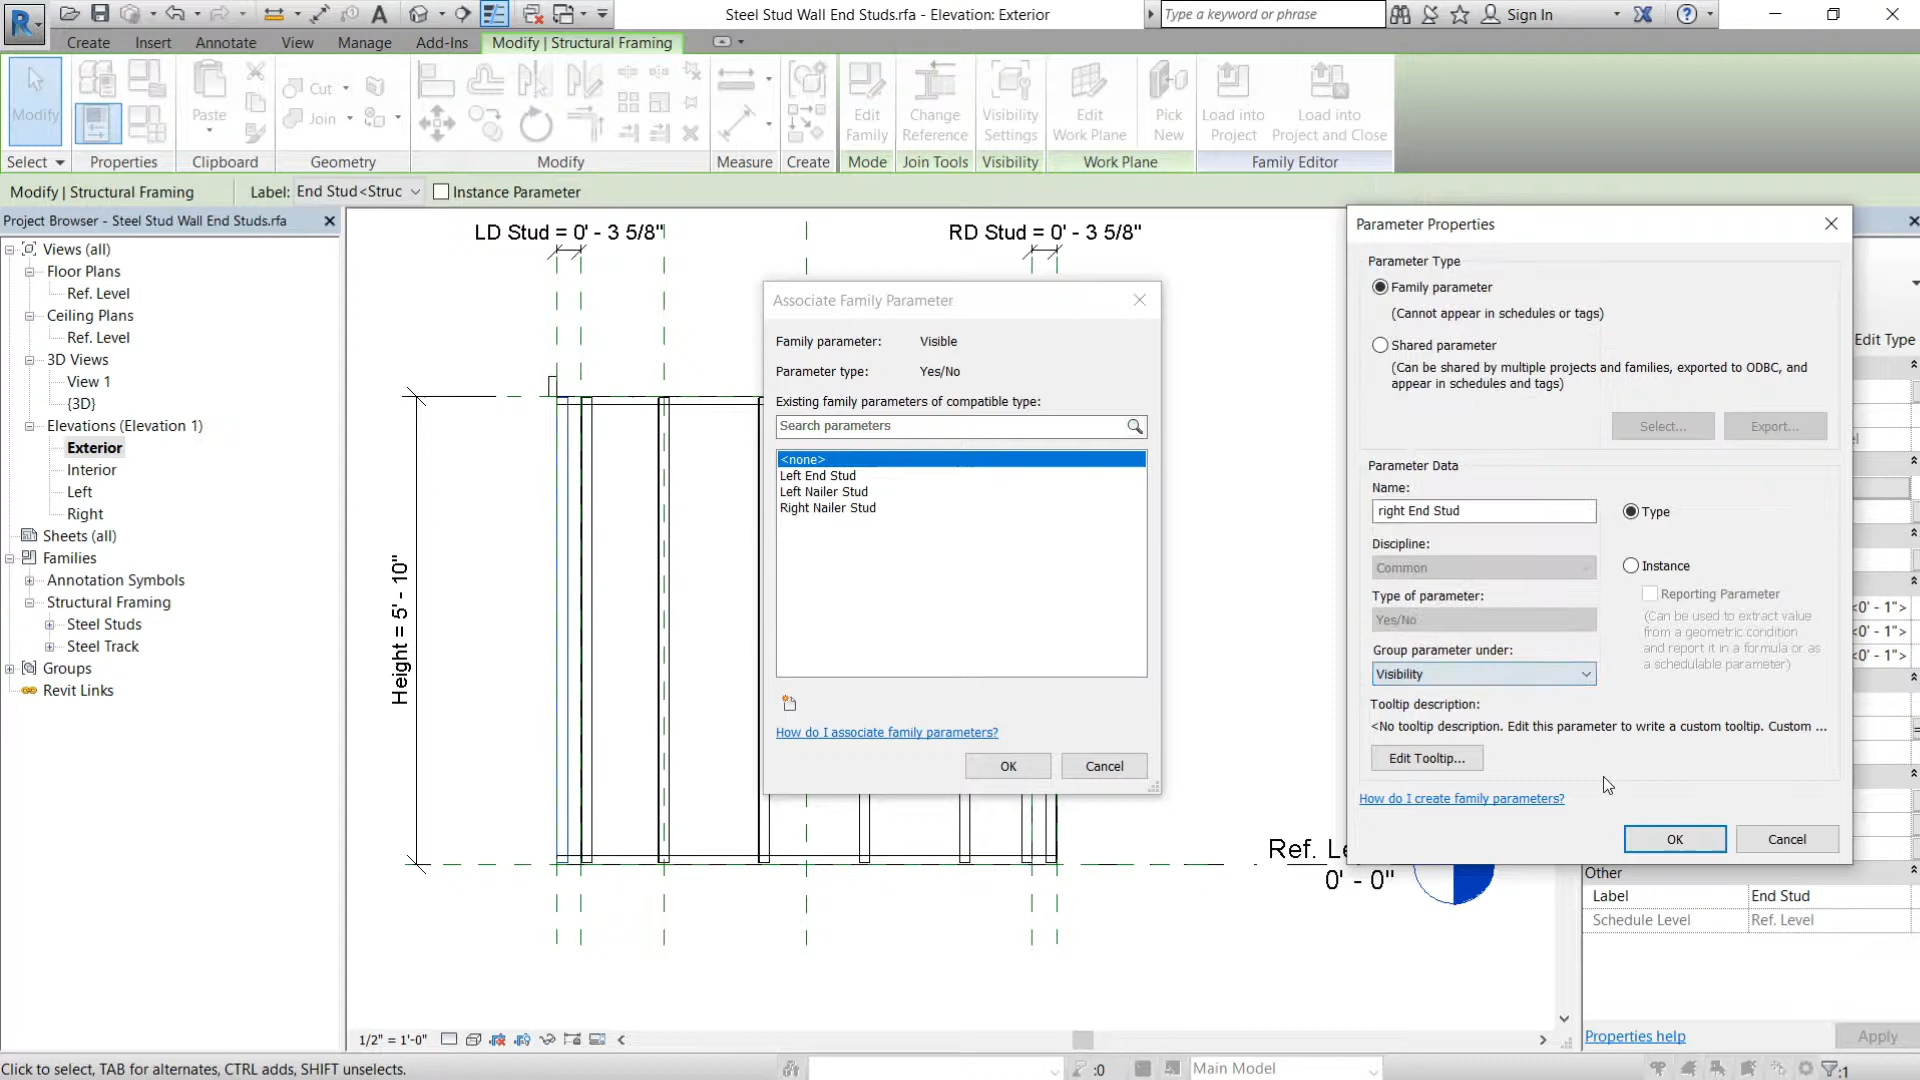 Steel Stud Wall End Studs.rfa - Elevation: Exterior
Type a keyword or phrase
Sign In
Create Insert Annotate View Manage Add-Ins Modify | Structural Framing
Modify
Paste
Cut
Join
Edit Family
Change Reference
Visibility Settings
Edit Work Plane
Pick New
Load into Project
Load into Project and Close
Select Properties Clipboard Geometry Modify Measure Create Mode Join Tools Visibility Work Plane Family Editor
Modify | Structural Framing Label: End Stud<Struc Instance Parameter
Project Browser - Steel Stud Wall End Studs.rfa
Views (all)
Floor Plans
Ref. Level
Ceiling Plans
Ref. Level
3D Views
View 1
{3D}
Elevations (Elevation 1)
Exterior
Interior
Left
Right
Sheets (all)
Families
Annotation Symbols
Structural Framing
Steel Studs
Steel Track
Groups
Revit Links
LD Stud = 0' - 3 5/8"
RD Stud = 0' - 3 5/8"
Height = 5' - 10"
0' - 0"
Associate Family Parameter
Family parameter: Visible
Parameter type: Yes/No
Existing family parameters of compatible type:
Search parameters
<none>
Left End Stud
Left Nailer Stud
Right Nailer Stud
How do I associate family parameters?
OK Cancel
Parameter Properties
Parameter Type
Family parameter
(Cannot appear in schedules or tags)
Shared parameter
(Can be shared by multiple projects and families, exported to ODBC, and
appear in schedules and tags)
Select... Export...
Parameter Data
Name:
right End Stud
Type
Discipline:
Common
Instance
Type of parameter:
Reporting Parameter
Yes/No
(Can be used to extract value
from a geometric condition
and report it in a formula or as
a schedulable parameter)
Group parameter under:
Visibility
Tooltip description:
<No tooltip description. Edit this parameter to write a custom tooltip. Custom ...
Edit Tooltip...
How do I create family parameters?
OK Cancel
Edit Type
<0' - 1">
<0' - 1">
<0' - 1">
Ref. Le
Other
Label End Stud
Schedule Level Ref. Level
Properties help Apply
1/2" = 1'-0"
Click to select, TAB for alternates, CTRL adds, SHIFT unselects.
:0
Main Model
:1